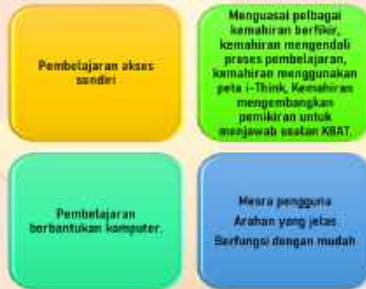 Pembelajaran akses
sendiri
Menguasai pelbagai
kemahiran berfikir,
kemahiran mengendali
proses pembelajaran,
kemahiran menggunakan
peta i-Think, Kemahiran
mengembangkan
pemikiran untuk
menjawab soalan KBAT.
Pembelajaran
berbantukan komputer.
Mesra pengguna
Arahan yang jelas
Berfungsi dengan mudah